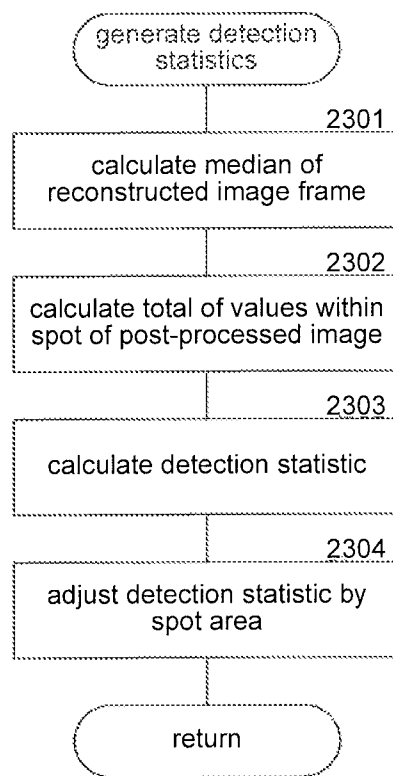 generate detection
statistics
2301
calculate median of
reconstructed image frame
2302
calculate total of values within
spot of post-processed image
2303
calculate detection statistic
2304
adjust detection statistic by
spot area
return